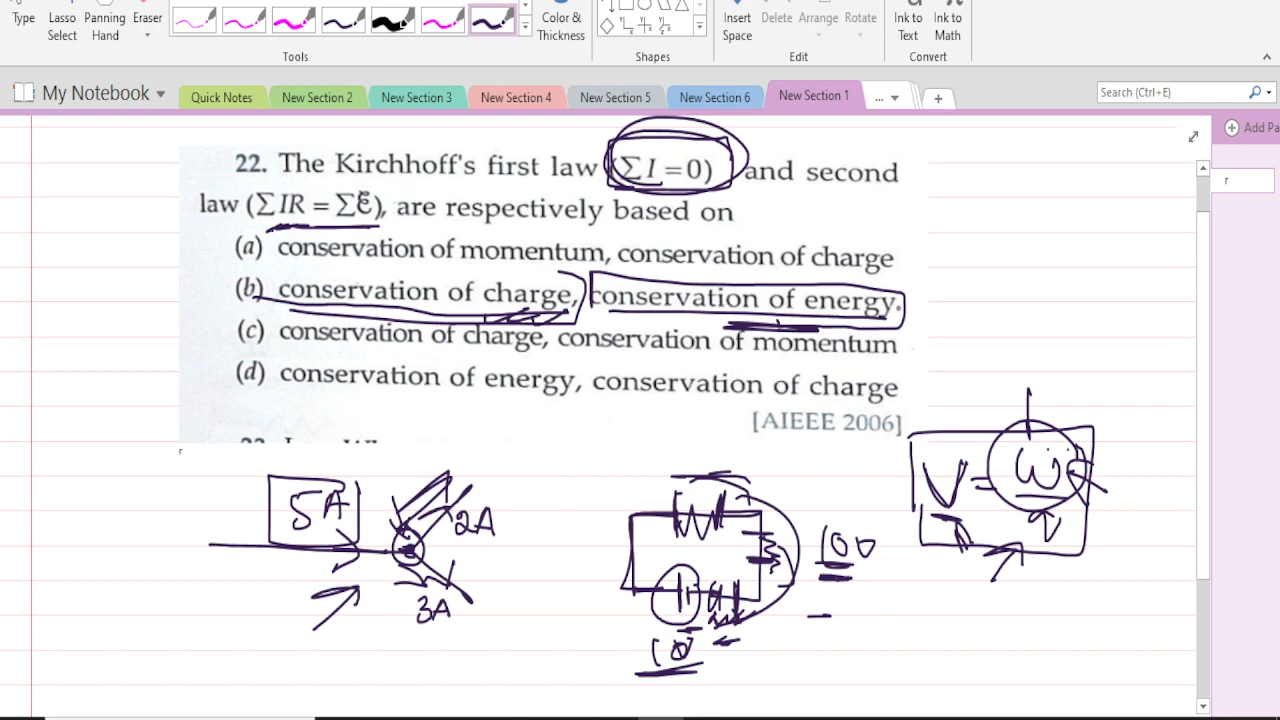 Type
Lasso
Select
Panning
Hand
Eraser
Color &
Thickness
Insert
Space
Delete
Arrange
Rotate
Ink to
Text
Ink to
Math
Tools
Shapes
Edit
Convert
My Notebook
Quick Notes
New Section 2
New Section 3
New Section 4
New Section 5
New Section 6
New Section 1
...
Search (Ctrl+E)
Add Pa
r
22. The Kirchhoff's first law (∑I = 0) and second
law (∑IR = ∑ℰ), are respectively based on
(a) conservation of momentum, conservation of charge
(b) conservation of charge, conservation of energy.
(c) conservation of charge, conservation of momentum
(d) conservation of energy, conservation of charge
[AIEEE 2006]
r
5A
2A
3A
100
10
V = W
q